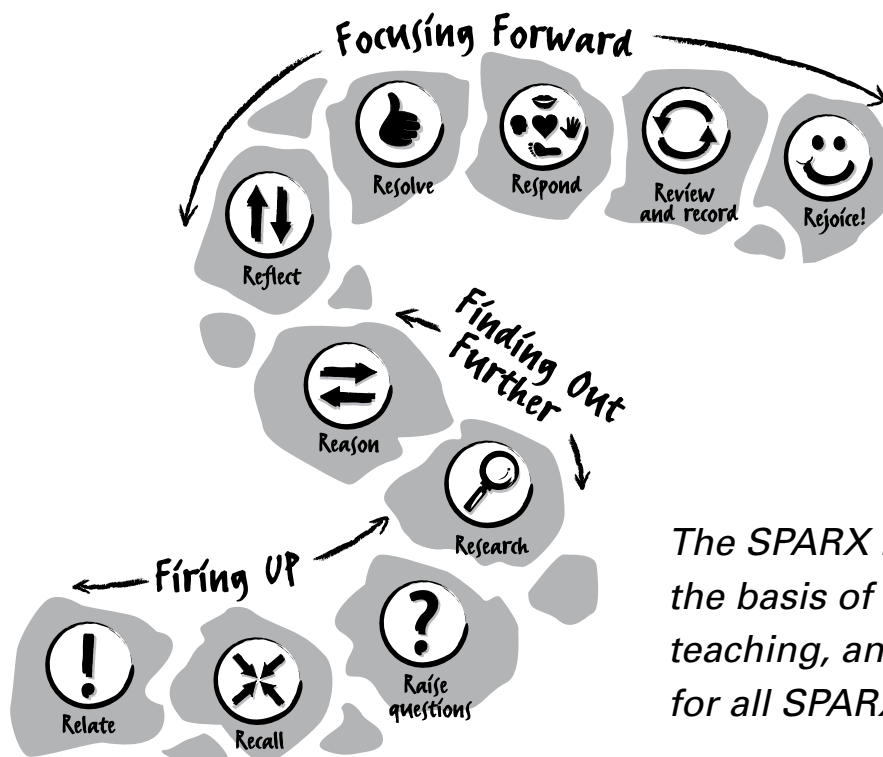 Focusing Forward
Resolve
Respond
Review
and record
Rejoice!
Reflect
Finding Out
Further
Reason
Research
Firing UP
Relate
Recall
Raise
questions
The SPARX
the basis of
teaching, an
for all SPARX